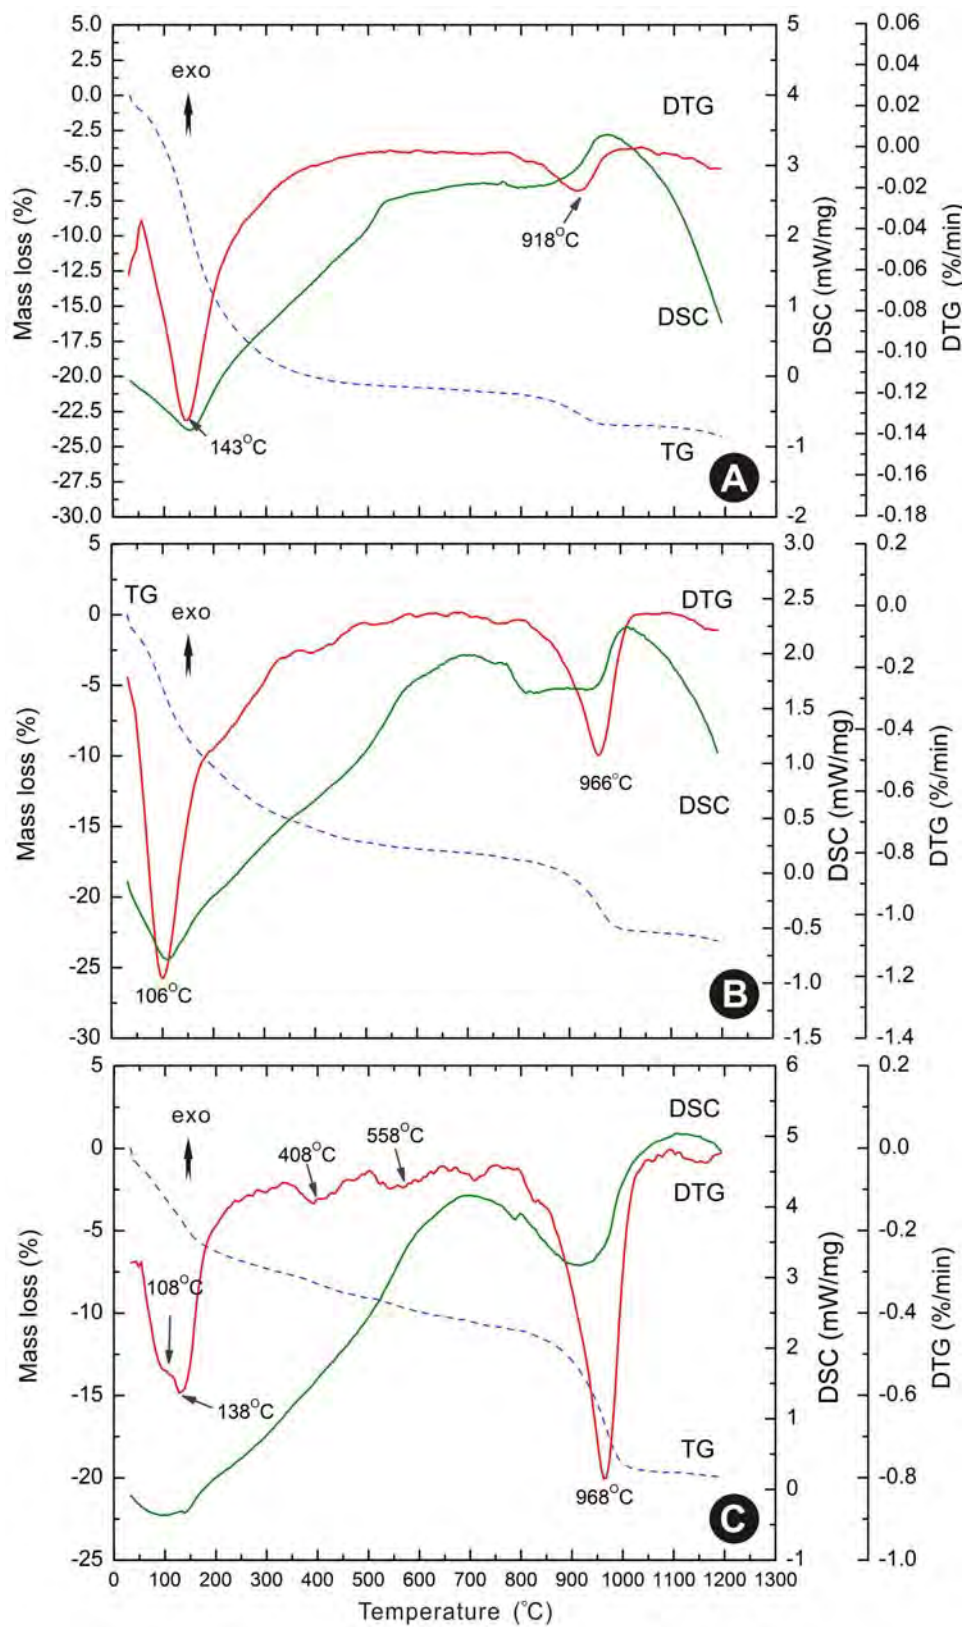 5.0
2.5
0.0
-2.5
-5.0
-7.5
-10.0
-12.5
-15.0
-17.5
-20.0
-22.5
-25.0
-27.5
-30.0
Mass loss (%)
exo
143°C
918°C
DTG
DSC
TG
A
5
4
3
2
1
0
-1
-2
DSC (mW/mg)
0.06
0.04
0.02
0.00
-0.02
-0.04
-0.06
-0.08
-0.10
-0.12
-0.14
-0.16
-0.18
DTG (%/min)
5
0
-5
-10
-15
-20
-25
-30
Mass loss (%)
TG
exo
106°C
966°C
DTG
DSC
B
3.0
2.5
2.0
1.5
1.0
0.5
0.0
-0.5
-1.0
-1.5
DSC (mW/mg)
0.2
0.0
-0.2
-0.4
-0.6
-0.8
-1.0
-1.2
-1.4
DTG (%/min)
5
0
-5
-10
-15
-20
-25
Mass loss (%)
exo
108°C
138°C
408°C
558°C
968°C
DSC
DTG
TG
C
6
5
4
3
2
1
0
-1
DSC (mW/mg)
0.2
0.0
-0.2
-0.4
-0.6
-0.8
-1.0
DTG (%/min)
0 100 200 300 400 500 600 700 800 900 1000 1100 1200 1300
Temperature (°C)